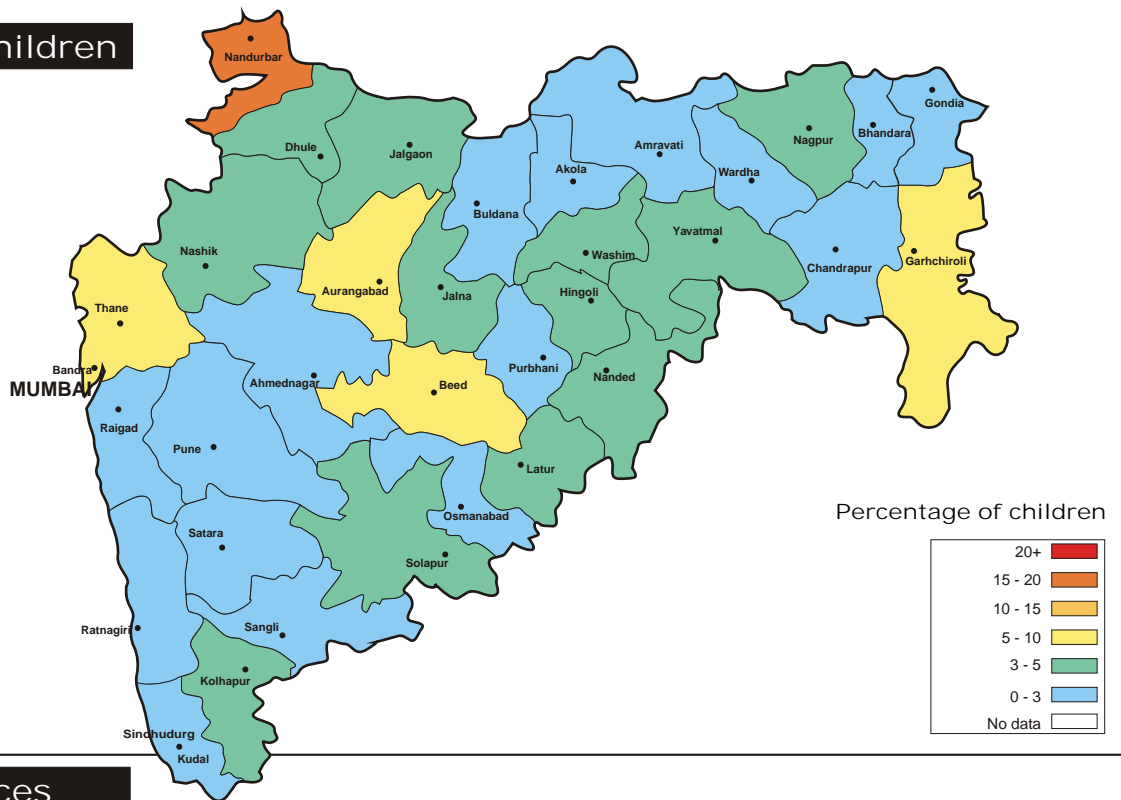 hildren
Nandurbar
Dhule
Jalgaon
Nashik
Buldana
Akola
Amravati
Wardha
Nagpur
Bhandara
Gondia
Washim
Yavatmal
Chandrapur
Garhchiroli
Aurangabad
Jalna
Hingoli
Thane
Bandra
MUMBAI
Ahmednagar
Beed
Purbhani
Nanded
Raigad
Pune
Latur
Osmanabad
Satara
Solapur
Ratnagiri
Sangli
Kolhapur
Sindhudurg
Kudal
Percentage of children
20+
15 - 20
10 - 15
5 - 10
3 - 5
0 - 3
No data
ces